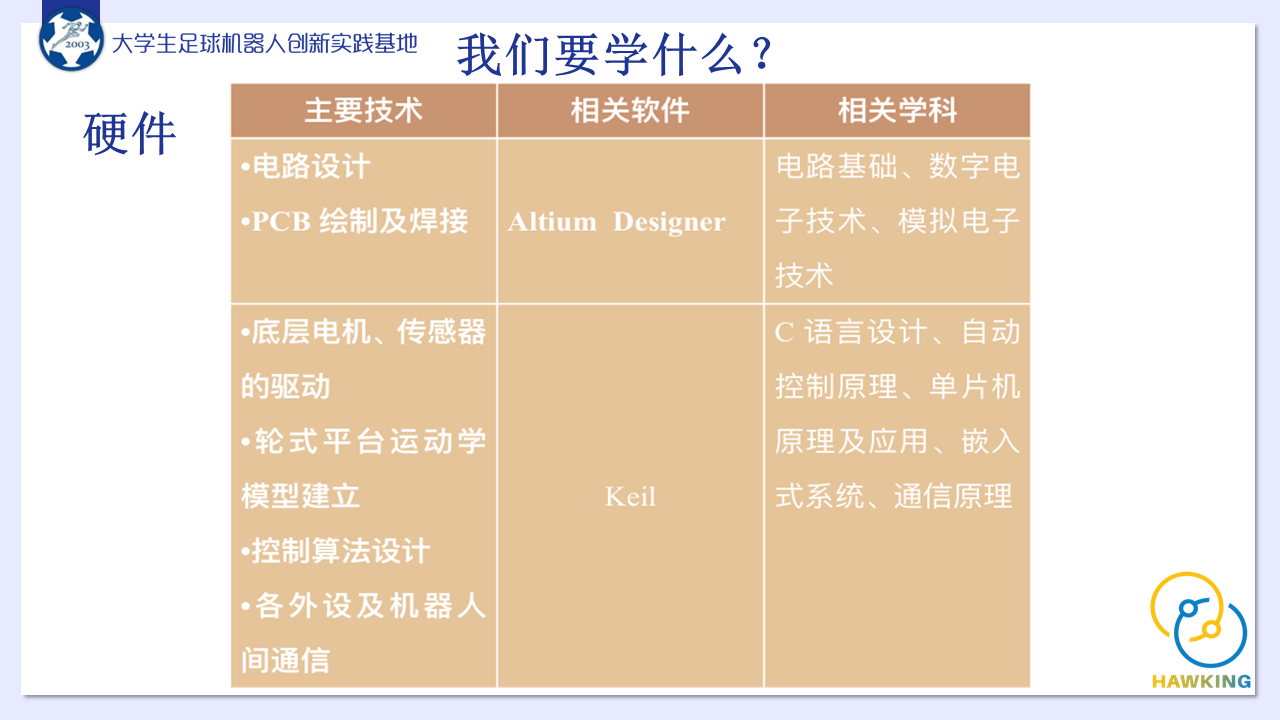 2003
大学生足球机器人创新实践基地
我们要学什么？
硬件
主要技术
相关软件
相关学科
•电路设计
•PCB 绘制及焊接
Altium Designer
电路基础、数字电
子技术、模拟电子
技术
•底层电机、传感器
的驱动
•轮式平台运动学
模型建立
•控制算法设计
•各外设及机器人
间通信
Keil
C 语言设计、自动
控制原理、单片机
原理及应用、嵌入
式系统、通信原理
HAWKING